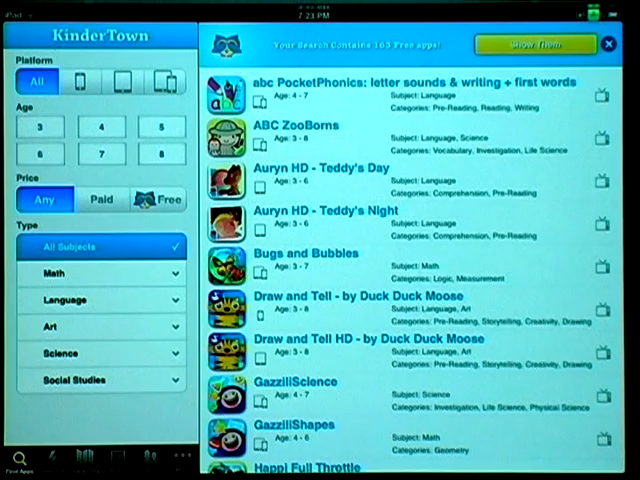 iPad
7:23 PM
KinderTown
Your Search Contains 163 Free apps!
Show Them
Platform
All
Age
3
4
5
6
7
8
Price
Any
Paid
Free
Type
All Subjects
Math
Language
Art
Science
Social Studies
Find Apps
abc PocketPhonics: letter sounds & writing + first words
Age: 4 - 7
Subject: Language
Categories: Pre-Reading, Reading, Writing
ABC ZooBorns
Age: 3 - 8
Subject: Language, Science
Categories: Vocabulary, Investigation, Life Science
Auryn HD - Teddy's Day
Age: 3 - 6
Subject: Language
Categories: Comprehension, Pre-Reading
Auryn HD - Teddy's Night
Age: 3 - 6
Subject: Language
Categories: Comprehension, Pre-Reading
Bugs and Bubbles
Age: 3 - 7
Subject: Math
Categories: Logic, Measurement
Draw and Tell - by Duck Duck Moose
Age: 3 - 8
Subject: Language, Art
Categories: Pre-Reading, Storytelling, Creativity, Drawing
Draw and Tell HD - by Duck Duck Moose
Age: 3 - 8
Subject: Language, Art
Categories: Pre-Reading, Storytelling, Creativity, Drawing
GazziliScience
Age: 4 - 7
Subject: Science
Categories: Investigation, Life Science, Physical Science
GazziliShapes
Age: 4 - 6
Subject: Math
Categories: Geometry
Happi Full Throttle